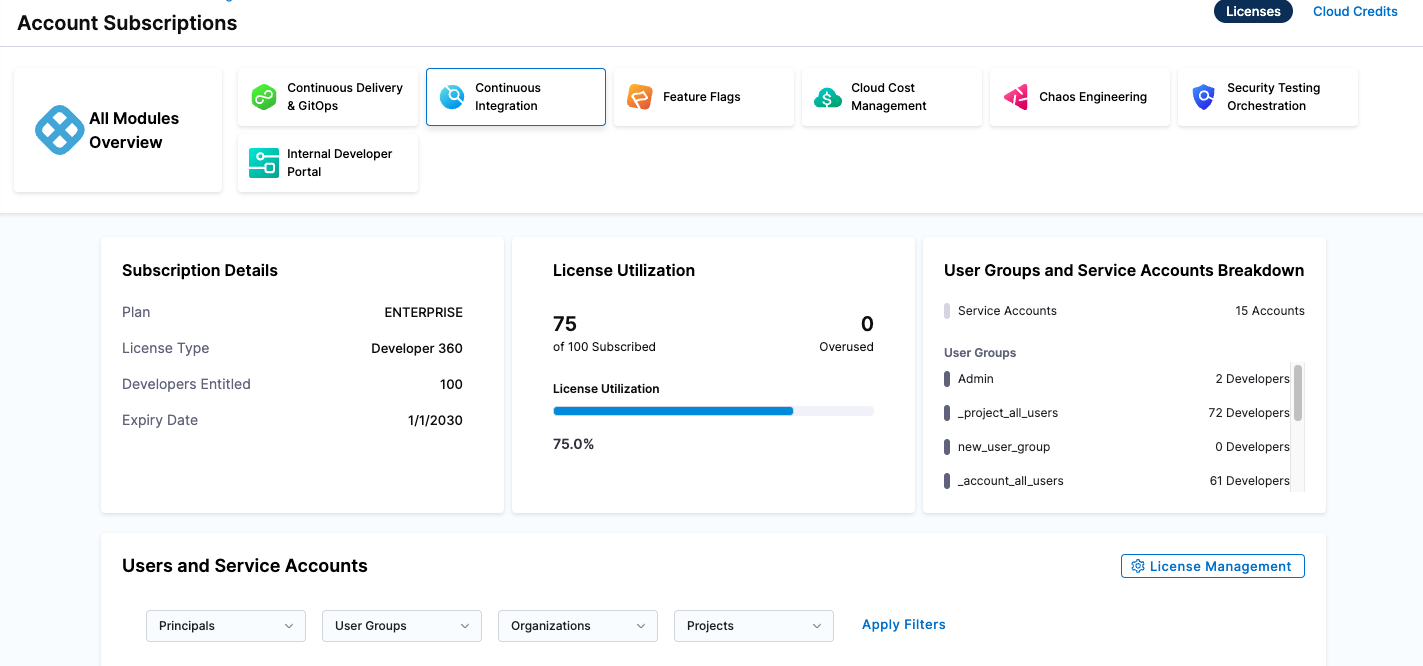 Account Subscriptions
Licenses
Cloud Credits
All Modules
Overview
Continuous Delivery
& GitOps
Continuous
Integration
Feature Flags
Cloud Cost
Management
Chaos Engineering
Security Testing
Orchestration
Internal Developer
Portal
Subscription Details
Plan ENTERPRISE
License Type Developer 360
Developers Entitled 100
Expiry Date 1/1/2030
License Utilization
75 0
of 100 Subscribed Overused
License Utilization
75.0%
User Groups and Service Accounts Breakdown
Service Accounts 15 Accounts
User Groups
Admin 2 Developers
_project_all_users 72 Developers
new_user_group 0 Developers
_account_all_users 61 Developers
Users and Service Accounts
License Management
Principals
User Groups
Organizations
Projects
Apply Filters